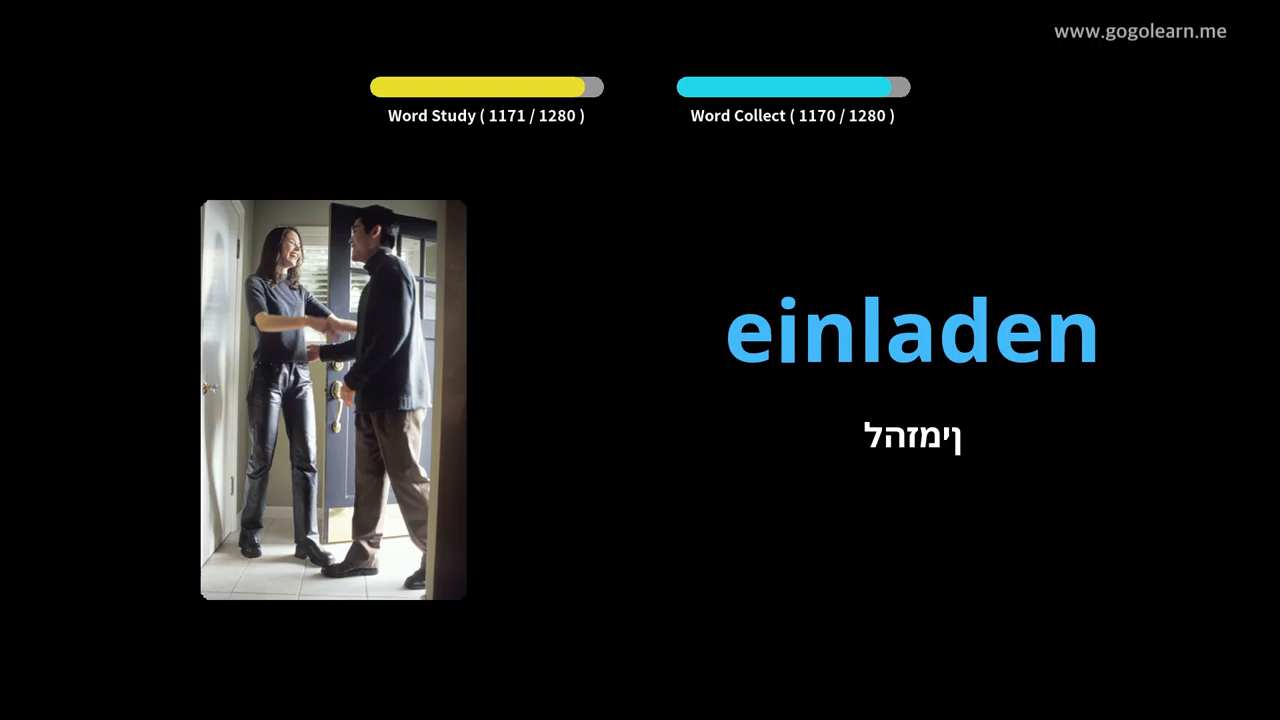 www.gogolearn.me
Word Study ( 1171 / 1280 )
Word Collect ( 1170 / 1280 )
einladen
להזמין